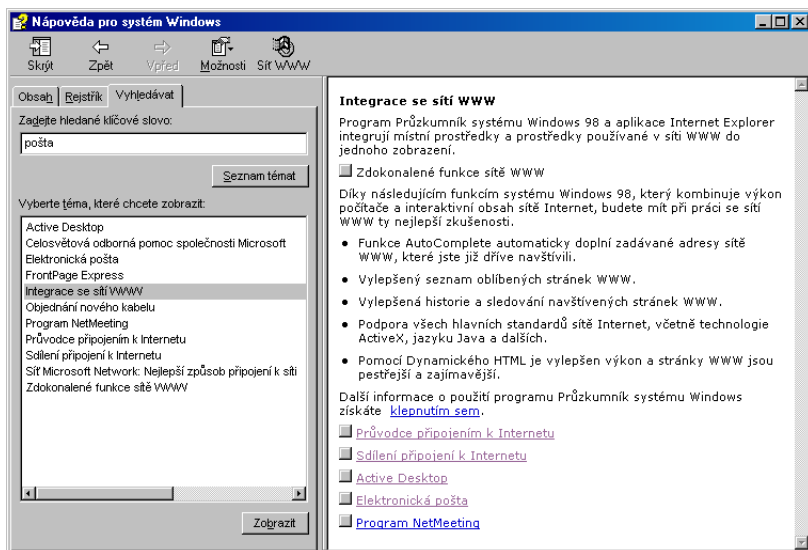 Nápověda pro systém Windows
Skrýt Zpět Vpřed Možnosti Síť WWW
Obsah Rejstřík Vyhledávat
Zadejte hledané klíčové slovo:
pošta
Seznam témat
Vyberte téma, které chcete zobrazit:
Active Desktop
Celosvětová odborná pomoc společnosti Microsoft
Elektronická pošta
FrontPage Express
Integrace se sítí WWW
Objednání nového kabelu
Program NetMeeting
Průvodce připojením k Internetu
Sdílení připojení k Internetu
Síť Microsoft Network: Nejlepší způsob připojení k síti
Zdokonalené funkce sítě WWW
Zobrazit
Integrace se sítí WWW
Program Průzkumník systému Windows 98 a aplikace Internet Explorer
integrují místní prostředky a prostředky používané v síti WWW do
jednoho zobrazení.
Zdokonalené funkce sítě WWW
Díky následujícím funkcím systému Windows 98, který kombinuje výkon
počítače a interaktivní obsah sítě Internet, budete mít při práci se sítí
WWW ty nejlepší zkušenosti.
• Funkce AutoComplete automaticky doplní zadávané adresy sítě
WWW, které jste již dříve navštívili.
• Vylepšený seznam oblíbených stránek WWW.
• Vylepšená historie a sledování navštívených stránek WWW.
• Podpora všech hlavních standardů sítě Internet, včetně technologie
ActiveX, jazyku Java a dalších.
• Pomocí Dynamického HTML je vylepšen výkon a stránky WWW jsou
pestřejší a zajímavější.
Další informace o použití programu Průzkumník systému Windows
získáte klepnutím sem.
Průvodce připojením k Internetu
Sdílení připojení k Internetu
Active Desktop
Elektronická pošta
Program NetMeeting